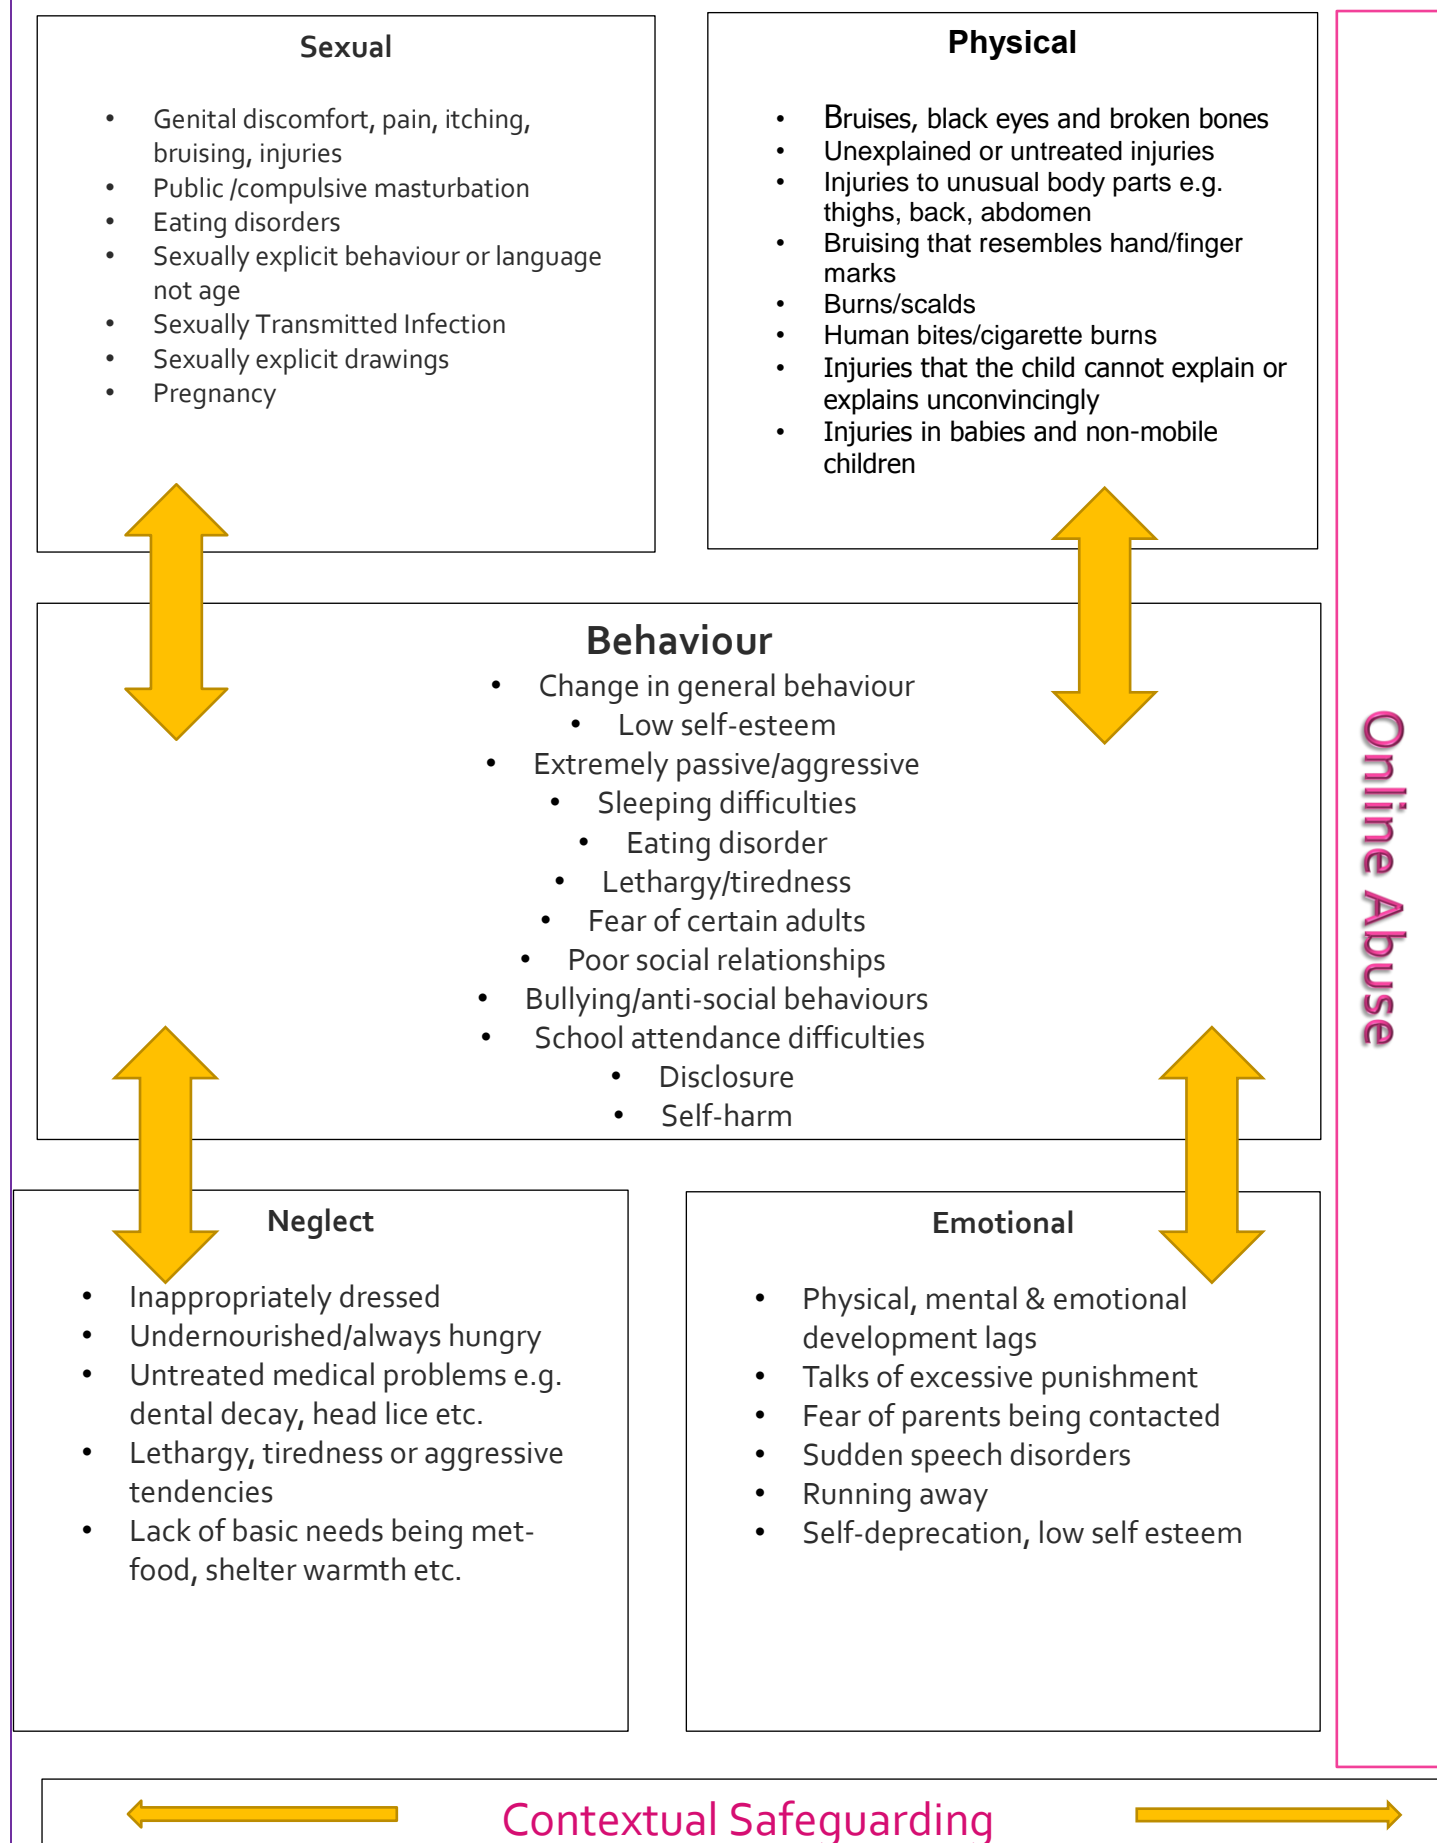 Sexual
• Genital discomfort, pain, itching,
bruising, injuries
• Public /compulsive masturbation
• Eating disorders
• Sexually explicit behaviour or language
not age
• Sexually Transmitted Infection
• Sexually explicit drawings
• Pregnancy
Physical
• Bruises, black eyes and broken bones
• Unexplained or untreated injuries
• Injuries to unusual body parts e.g.
thighs, back, abdomen
• Bruising that resembles hand/finger
marks
• Burns/scalds
• Human bites/cigarette burns
• Injuries that the child cannot explain or
explains unconvincingly
• Injuries in babies and non-mobile
children
Behaviour
• Change in general behaviour
• Low self-esteem
• Extremely passive/aggressive
• Sleeping difficulties
• Eating disorder
• Lethargy/tiredness
• Fear of certain adults
• Poor social relationships
• Bullying/anti-social behaviours
• School attendance difficulties
• Disclosure
• Self-harm
Online Abuse
Neglect
• Inappropriately dressed
• Undernourished/always hungry
• Untreated medical problems e.g.
dental decay, head lice etc.
• Lethargy, tiredness or aggressive
tendencies
• Lack of basic needs being met-
food, shelter warmth etc.
Emotional
• Physical, mental & emotional
development lags
• Talks of excessive punishment
• Fear of parents being contacted
• Sudden speech disorders
• Running away
• Self-deprecation, low self esteem
Contextual Safeguarding